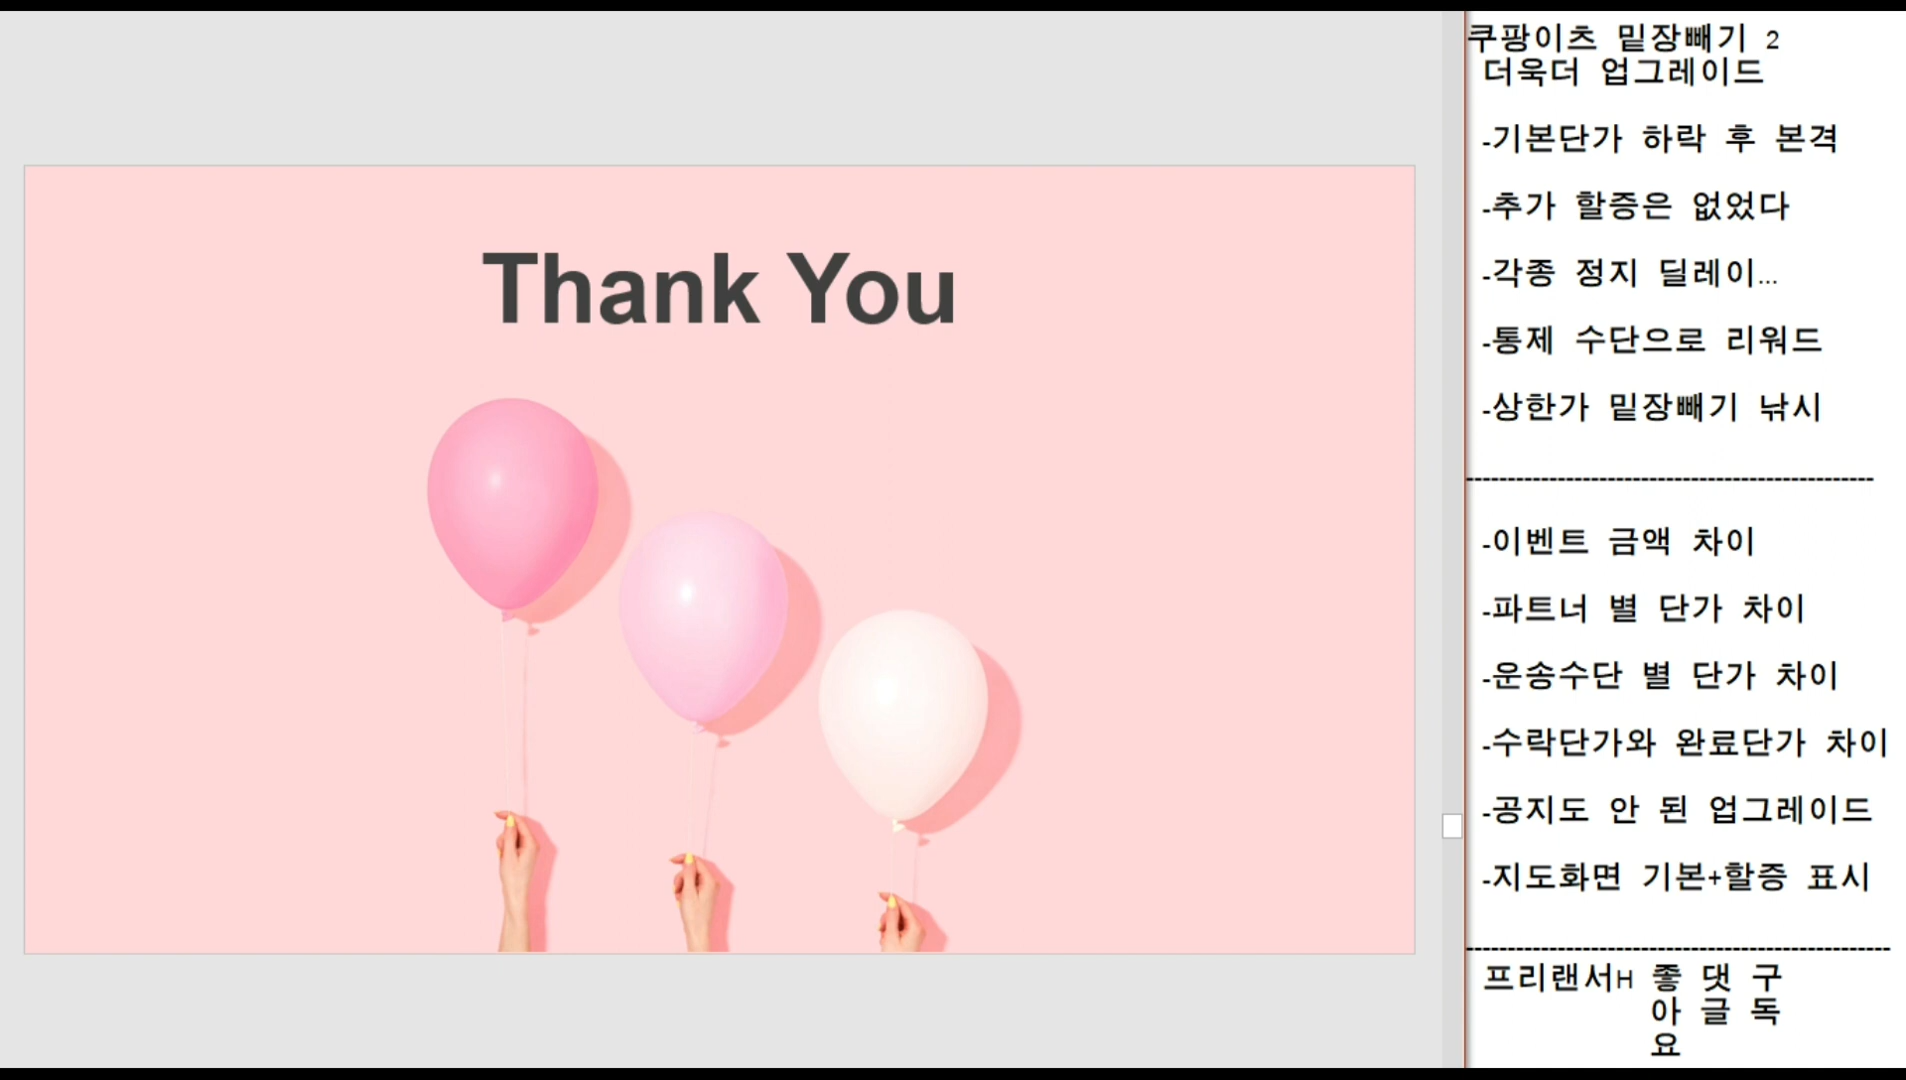 Thank You
쿠팡이츠 밑장빼기 2
더욱더 업그레이드
-기본단가 하락 후 본격
-추가 할증은 없었다
-각종 정지 딜레이...
-통제 수단으로 리워드
-상한가 밑장빼기 낚시
--------------------------------------------------
-이벤트 금액 차이
-파트너 별 단가 차이
-운송수단 별 단가 차이
-수락단가와 완료단가 차이
-공지도 안 된 업그레이드
-지도화면 기본+할증 표시
----------------------------------------------------
프리랜서H 좋 댓 구
아 글 독
요